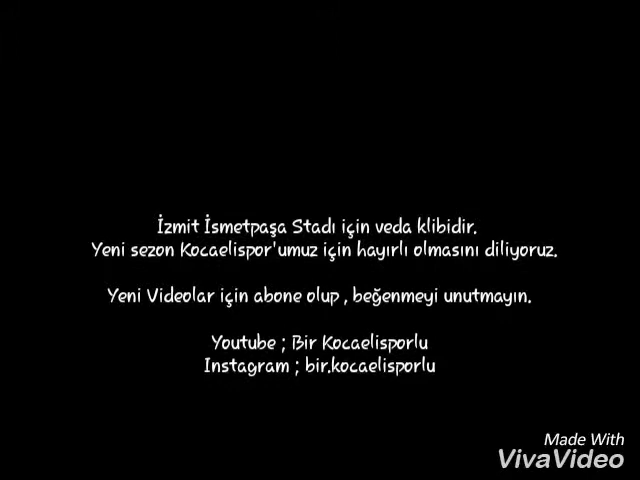 İzmit İsmetpaşa Stadı için veda klibidir.
Yeni sezon Kocaelispor'umuz için hayırlı olmasını diliyoruz.
Yeni Videolar için abone olup , beğenmeyi unutmayın.
Youtube ; Bir Kocaelisporlu
Instagram ; bir.kocaelisporlu
Made With
VivaVideo